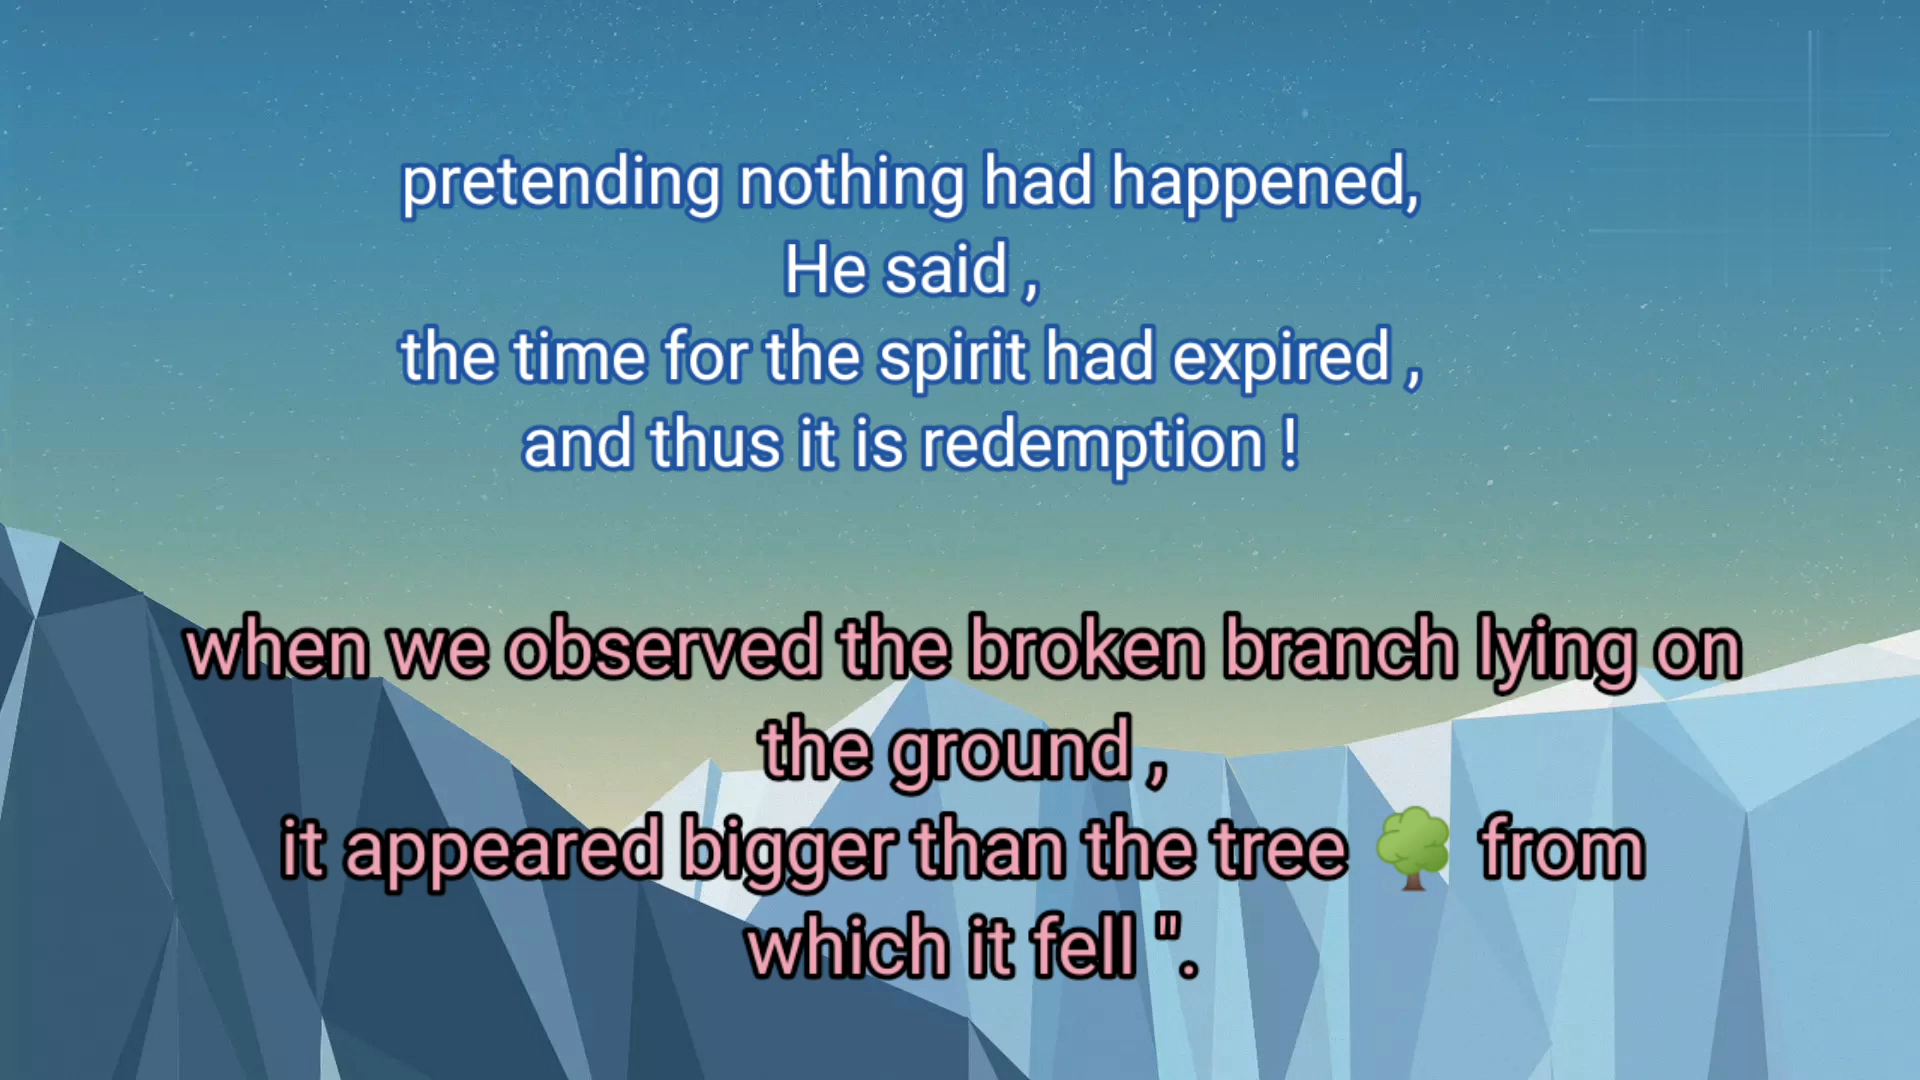 pretending nothing had happened,
He said ,
the time for the spirit had expired ,
and thus it is redemption !
when we observed the broken branch lying on
the ground ,
it appeared bigger than the tree 🌳 from
which it fell ".